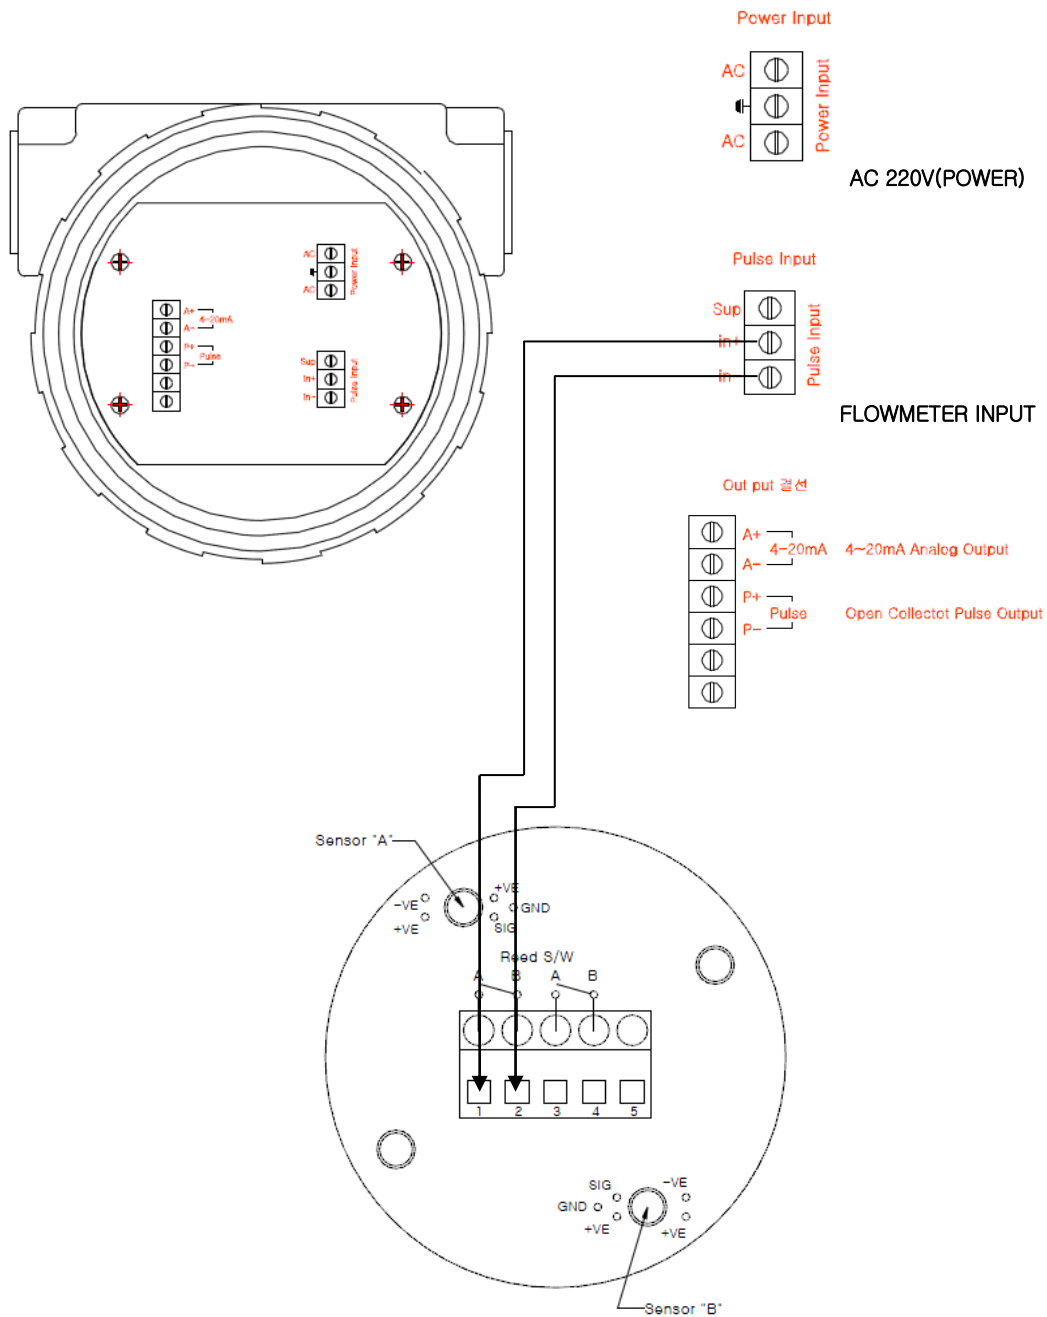 Power Input
AC
AC
Power Input
AC 220V(POWER)
AC
AC
Power Input
A+
A-
4-20mA
P+
P-
Pulse
Sup
In+
In-
Pulse Input
Pulse Input
Sup
in+
in-
Pulse Input
FLOWMETER INPUT
Out put 결선
A+
4-20mA
4~20mA Analog Output
A-
P+
Pulse
Open Collectot Pulse Output
P-
Sensor "A"
-VE
+VE
+VE
GND
SIG
Reed S/W
A B A B
1 2 3 4 5
SIG
-VE
GND
+VE
+VE
Sensor "B"